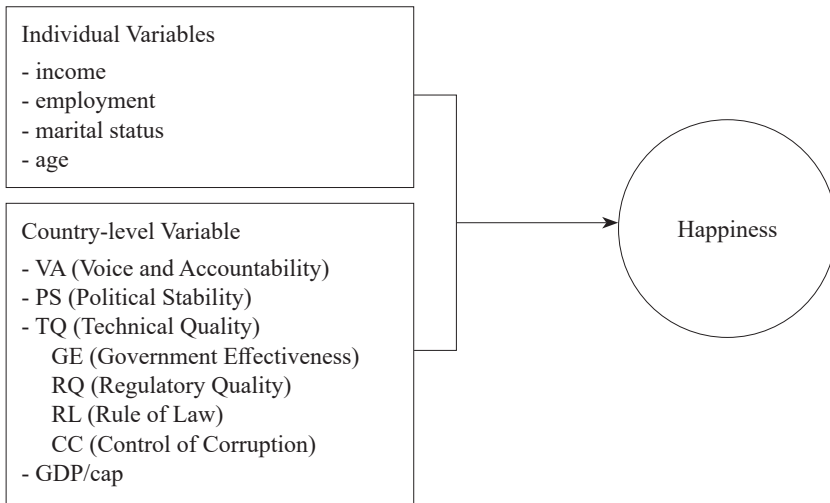 Individual Variables
- income
- employment
- marital status
- age
Country-level Variable
- VA (Voice and Accountability)
- PS (Political Stability)
- TQ (Technical Quality)
GE (Government Effectiveness)
RQ (Regulatory Quality)
RL (Rule of Law)
CC (Control of Corruption)
- GDP/cap
Happiness